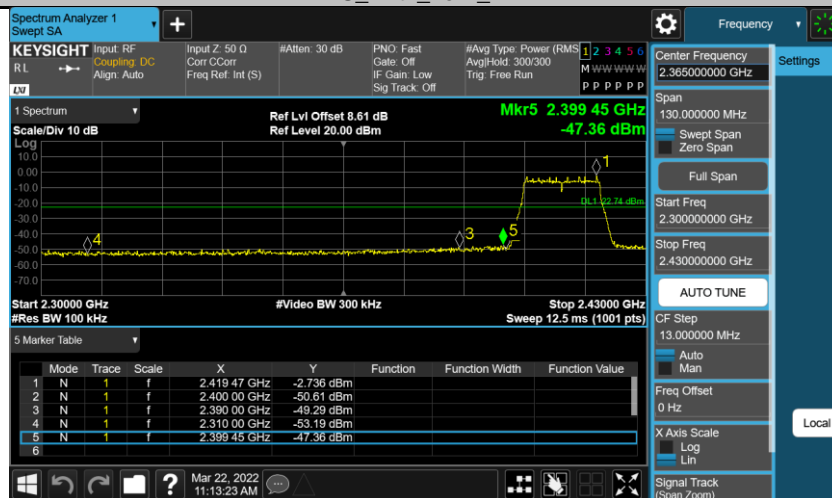 Spectrum Analyzer 1
Swept SA
+
Frequency
KEYSIGHT
RL
LXI
Input: RF
Coupling: DC
Align: Auto
Input Z: 50 Ω
Corr CCorr
Freq Ref: Int (S)
#Atten: 30 dB
PNO: Fast
Gate: Off
IF Gain: Low
Sig Track: Off
#Avg Type: Power (RMS
Avg|Hold: 300/300
Trig: Free Run
1 2 3 4 5 6
M W W W W W
P P P P P P
1 Spectrum
Scale/Div 10 dB
Ref Lvl Offset 8.61 dB
Ref Level 20.00 dBm
Mkr5 2.399 45 GHz
-47.36 dBm
Log
10.0
0.00
-10.0
-20.0
-30.0
-40.0
-50.0
-60.0
-70.0
1
DL1 -22.74 dBm
4
3
5
Start 2.30000 GHz
#Video BW 300 kHz
Stop 2.43000 GHz
#Res BW 100 kHz
Sweep 12.5 ms (1001 pts)
5 Marker Table
Mode Trace Scale X Y Function Function Width Function Value
1 N 1 f 2.419 47 GHz -2.736 dBm
2 N 1 f 2.400 00 GHz -50.61 dBm
3 N 1 f 2.390 00 GHz -49.29 dBm
4 N 1 f 2.310 00 GHz -53.19 dBm
5 N 1 f 2.399 45 GHz -47.36 dBm
6
?
Mar 22, 2022
11:13:23 AM
Center Frequency
2.365000000 GHz
Settings
Span
130.000000 MHz
Swept Span
Zero Span
Full Span
Start Freq
2.300000000 GHz
Stop Freq
2.430000000 GHz
AUTO TUNE
CF Step
13.000000 MHz
Auto
Man
Freq Offset
0 Hz
Local
X Axis Scale
Log
Lin
Signal Track
(Span Zoom)